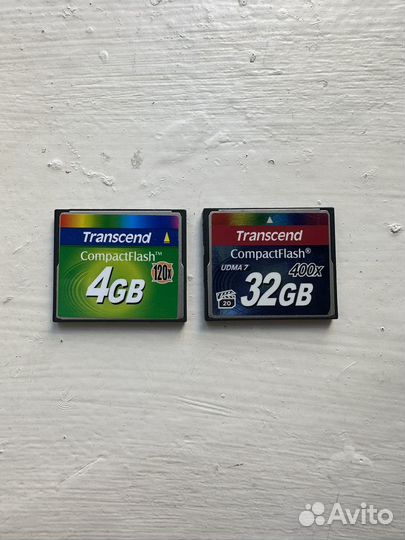 Transcend
CompactFlash™
120x
4GB
Transcend
CompactFlash®
UDMA 7 400x
20
32GB
Avito